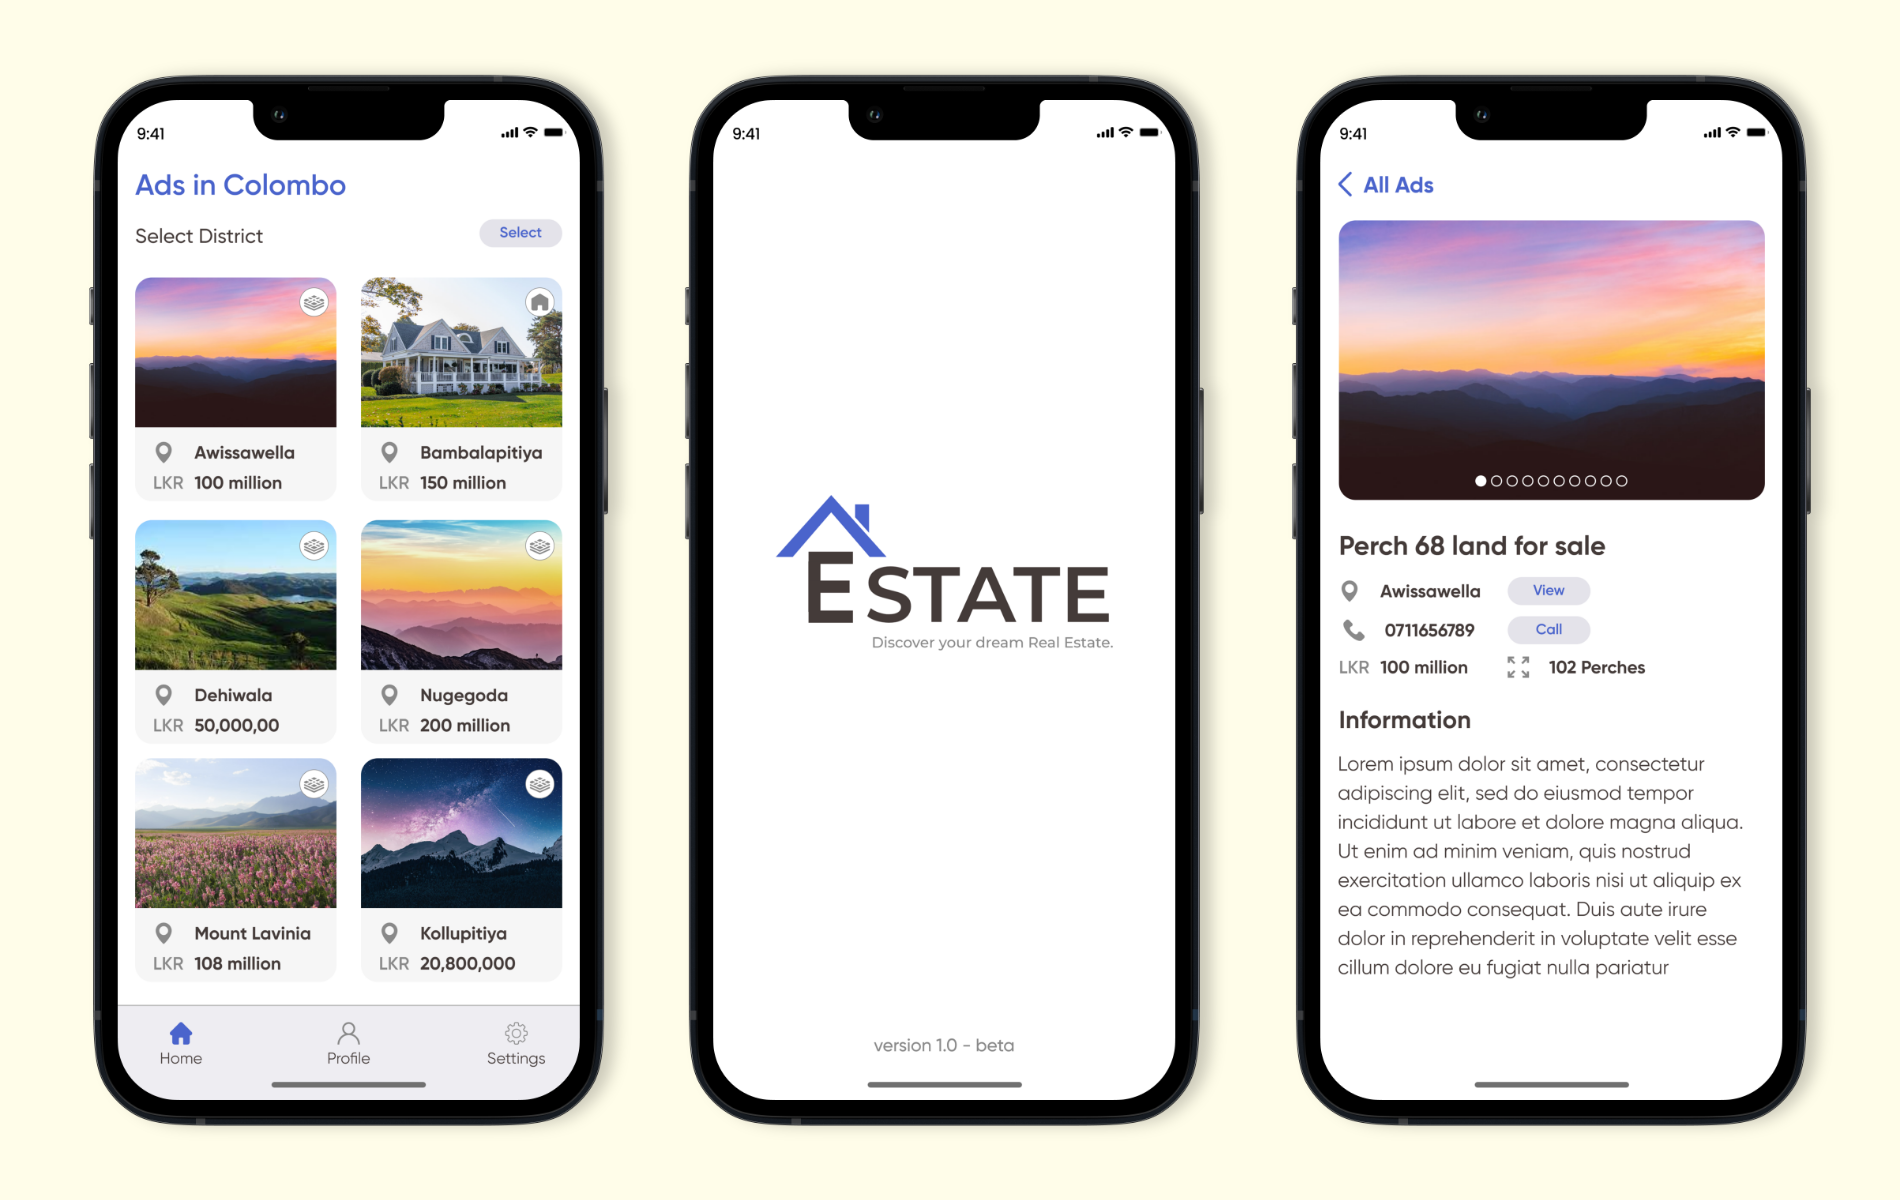 9:41
Ads in Colombo
Select District
Select
Awissawella
LKR 100 million
Bambalapitiya
LKR 150 million
Dehiwala
LKR 50,000,00
Nugegoda
LKR 200 million
Mount Lavinia
LKR 108 million
Kollupitiya
LKR 20,800,000
Home
Profile
Settings
9:41
ESTATE
Discover your dream Real Estate.
version 1.0 - beta
9:41
All Ads
Perch 68 land for sale
Awissawella
View
0711656789
Call
LKR 100 million
102 Perches
Information
Lorem ipsum dolor sit amet, consectetur
adipiscing elit, sed do eiusmod tempor
incididunt ut labore et dolore magna aliqua.
Ut enim ad minim veniam, quis nostrud
exercitation ullamco laboris nisi ut aliquip ex
ea commodo consequat. Duis aute irure
dolor in reprehenderit in voluptate velit esse
cillum dolore eu fugiat nulla pariatur